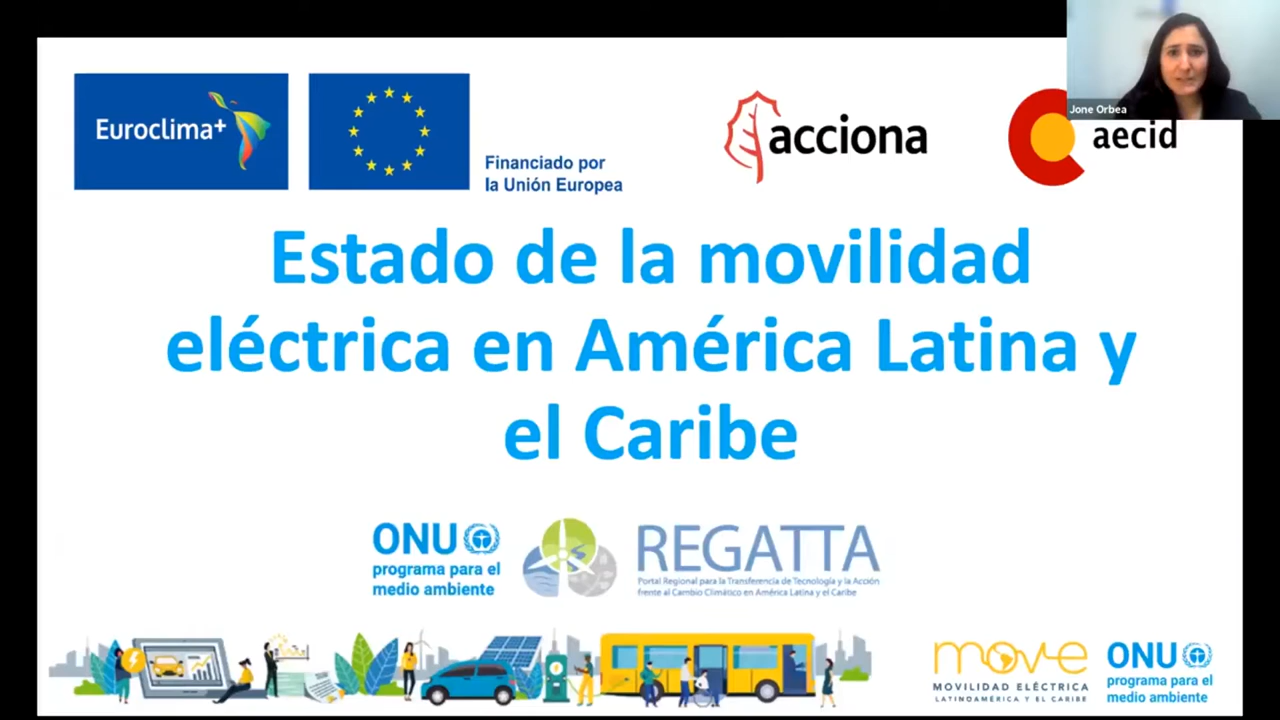 Euroclima+
Financiado por
la Unión Europea
acciona
aecid
Jone Orbea
Estado de la movilidad
eléctrica en América Latina y
el Caribe
ONU
programa para el
medio ambiente
REGATTA
Portal Regional para la Transferencia de Tecnología y la Acción
frente al Cambio Climático en América Latina y el Caribe
move
MOVILIDAD ELÉCTRICA
LATINOAMÉRICA Y EL CARIBE
ONU
programa para el
medio ambiente